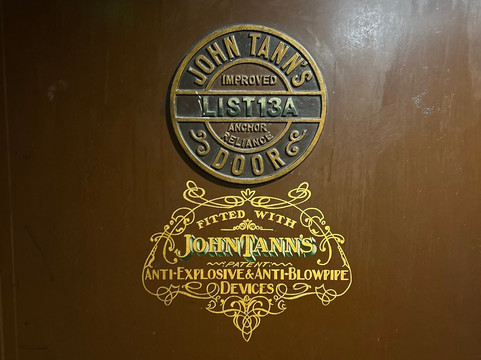 JOHN TANN'S
IMPROVED
LIST 13A
ANCHOR
RELIANCE
DOOR
FITTED WITH
JOHN TANN'S
PATENT
ANTI-EXPLOSIVE & ANTI-BLOWPIPE
DEVICES